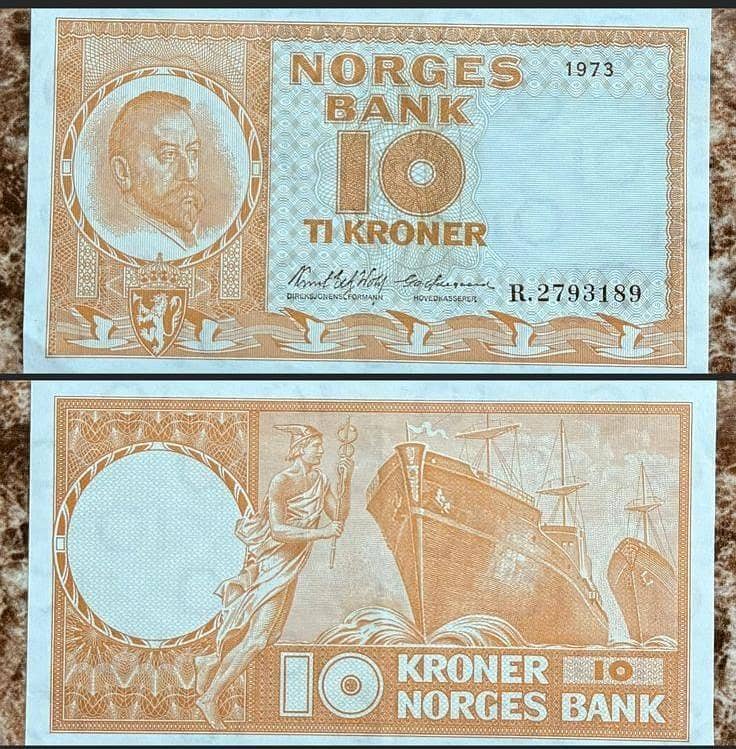 NORGES
1973
BANK
10
TI KRONER
DIREKSJONENS FORMANN
HOVEDKASSERER
R.2793189
10 KRONER 10
NORGES BANK